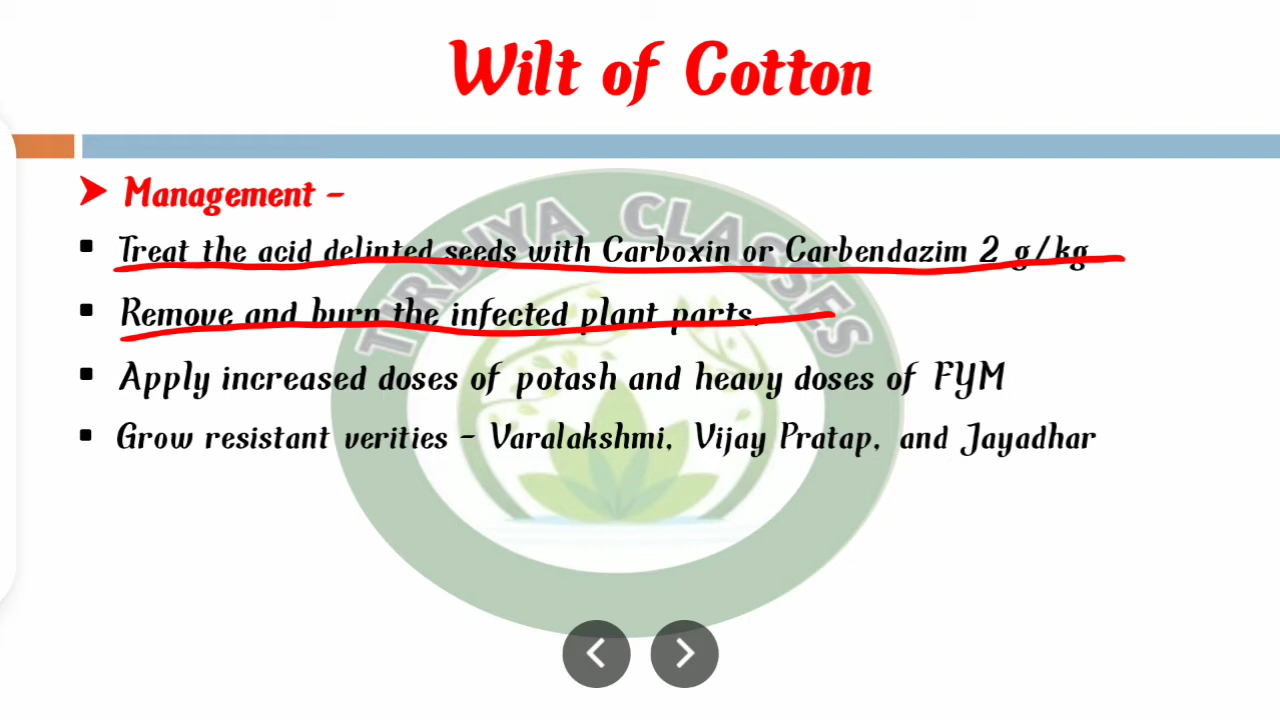 Wilt of Cotton
➤ Management –
▪ Treat the acid delinted seeds with Carboxin or Carbendazim 2 g/kg
▪ Remove and burn the infected plant parts.
▪ Apply increased doses of potash and heavy doses of FYM
▪ Grow resistant verities – Varalakshmi, Vijay Pratap, and Jayadhar
TIRDIYA CLASSES